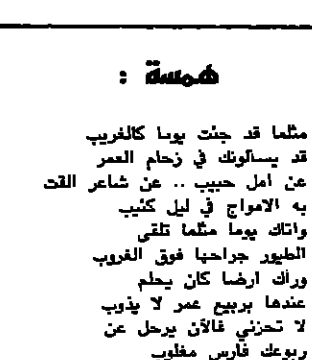 همسة :
مثلما قد جئت يوما كالغريب
قد يسألونك في زحام العمر
عن امل حبيب .. عن شاعر القت
به الامواج في ليل كئيب
واتاك يوما مثلما تلقى
الطيور جراحها فوق الغروب
ورآك ارضا كان يحلم
عندها بربيع عمر لا يذوب
لا تحزني فالآن يرحل عن
ربوعك فارس مغلوب